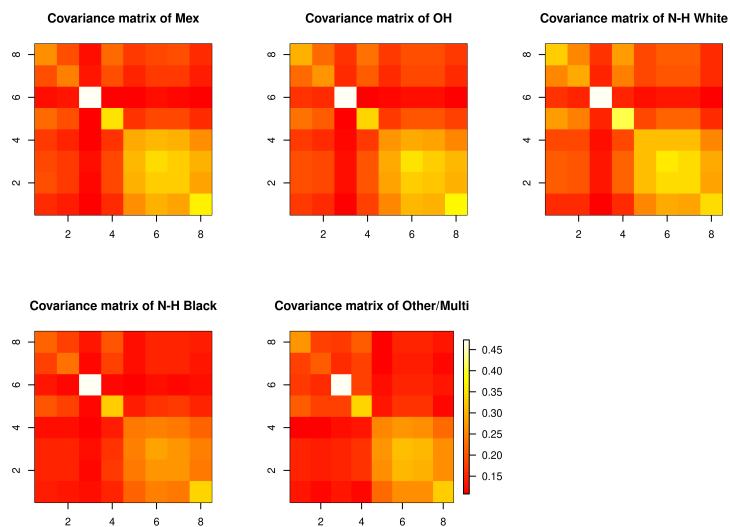 Covariance matrix of Mex
Covariance matrix of OH
Covariance matrix of N-H White
8
6
4
2
2 4 6 8
8
6
4
2
2 4 6 8
8
6
4
2
2 4 6 8
Covariance matrix of N-H Black
Covariance matrix of Other/Multi
8
6
4
2
2 4 6 8
8
6
4
2
2 4 6 8
0.45
0.40
0.35
0.30
0.25
0.20
0.15